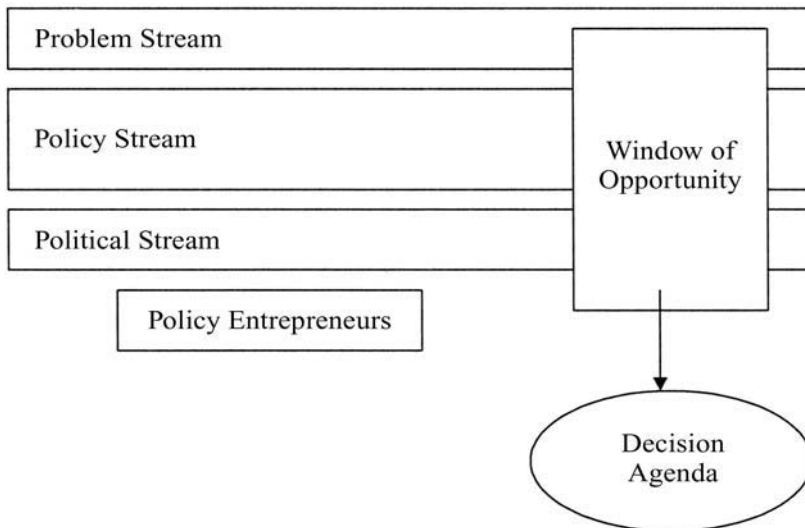 Problem Stream
Policy Stream
Window of
Opportunity
Political Stream
Policy Entrepreneurs
Decision
Agenda